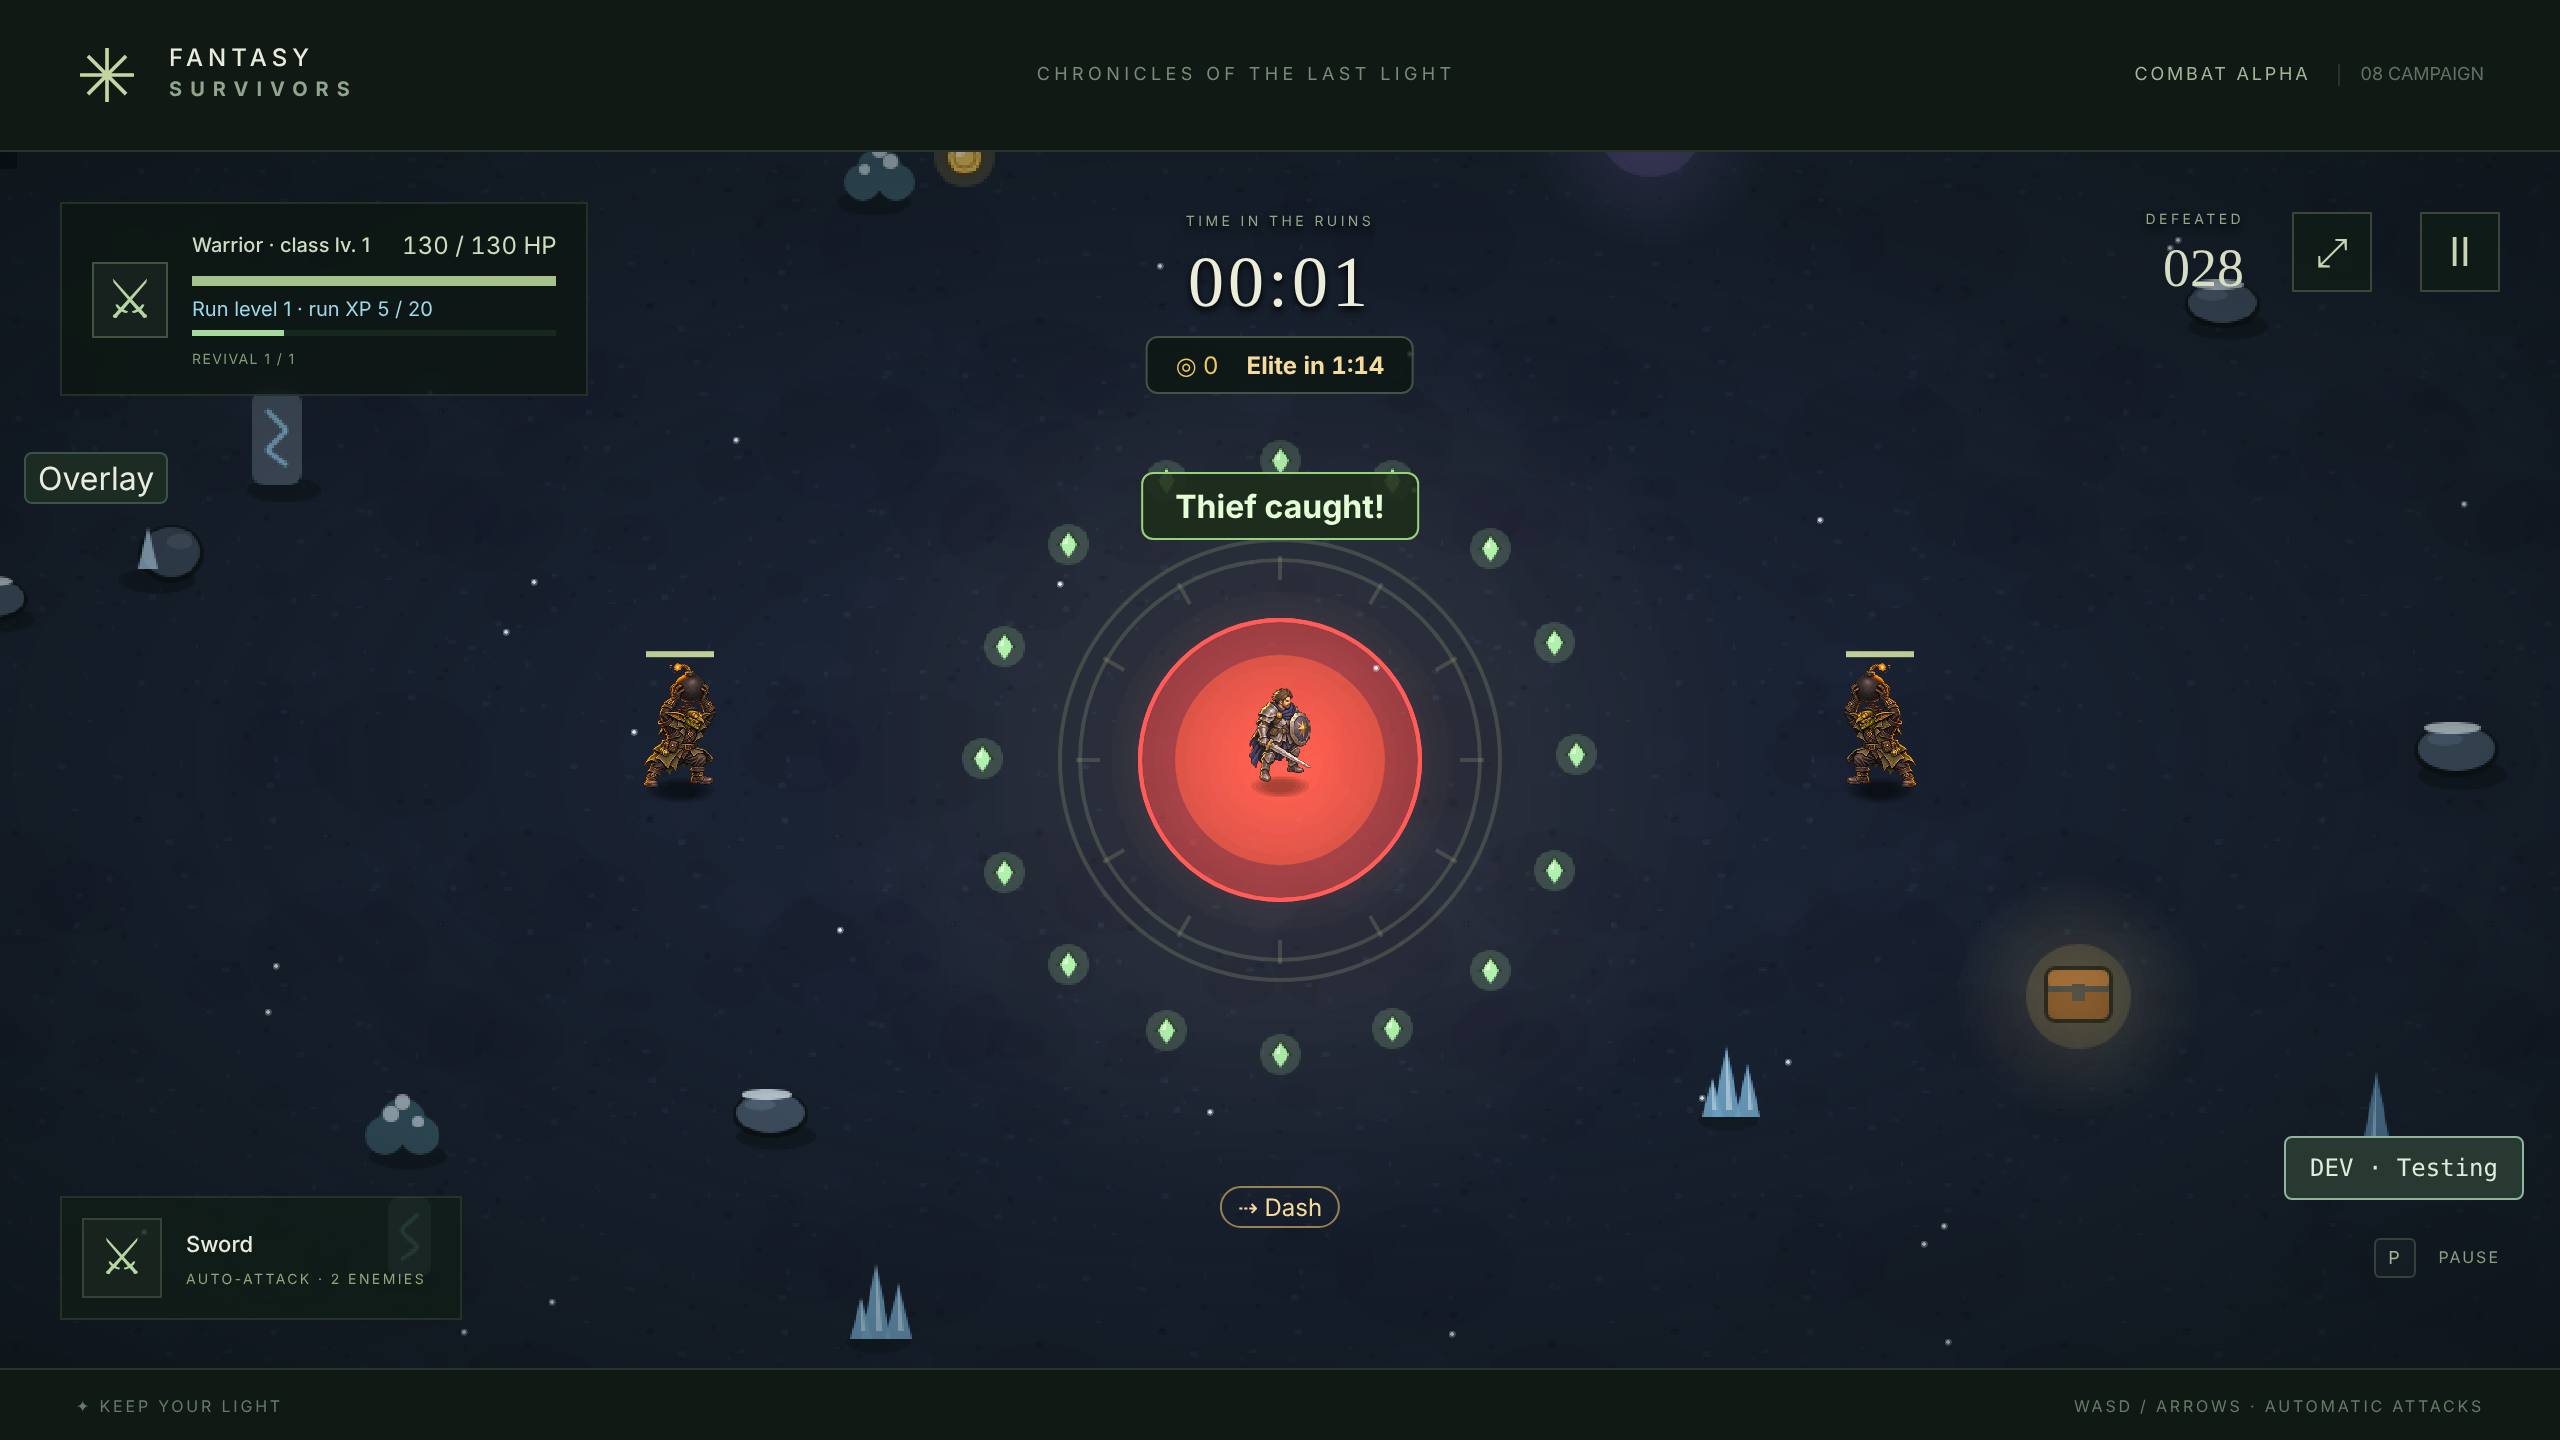 FANTASY
SURVIVORS
CHRONICLES OF THE LAST LIGHT
COMBAT ALPHA
08 CAMPAIGN
Warrior · class lv. 1
130 / 130 HP
Run level 1 · run XP 5 / 20
REVIVAL 1 / 1
TIME IN THE RUINS
00:01
◎ 0
Elite in 1:14
DEFEATED
028
Overlay
Thief caught!
⇢ Dash
DEV · Testing
Sword
AUTO-ATTACK · 2 ENEMIES
P
PAUSE
✦ KEEP YOUR LIGHT
WASD / ARROWS · AUTOMATIC ATTACKS